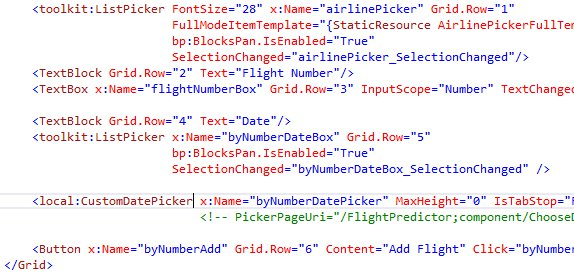 <toolkit:ListPicker FontSize="28" x:Name="airlinePicker" Grid.Row="1"
FullModeItemTemplate="{StaticResource AirlinePickerFullTem
bp:BlocksPan.IsEnabled="True"
SelectionChanged="airlinePicker_SelectionChanged"/>
<TextBlock Grid.Row="2" Text="Flight Number"/>
<TextBox x:Name="flightNumberBox" Grid.Row="3" InputScope="Number" TextChanged
<TextBlock Grid.Row="4" Text="Date"/>
<toolkit:ListPicker x:Name="byNumberDateBox" Grid.Row="5"
bp:BlocksPan.IsEnabled="True"
SelectionChanged="byNumberDateBox_SelectionChanged" />
<local:CustomDatePicker x:Name="byNumberDatePicker" MaxHeight="0" IsTabStop="F
<!-- PickerPageUri="/FlightPredictor;component/ChooseD
<Button x:Name="byNumberAdd" Grid.Row="6" Content="Add Flight" Click="byNumber
</Grid>